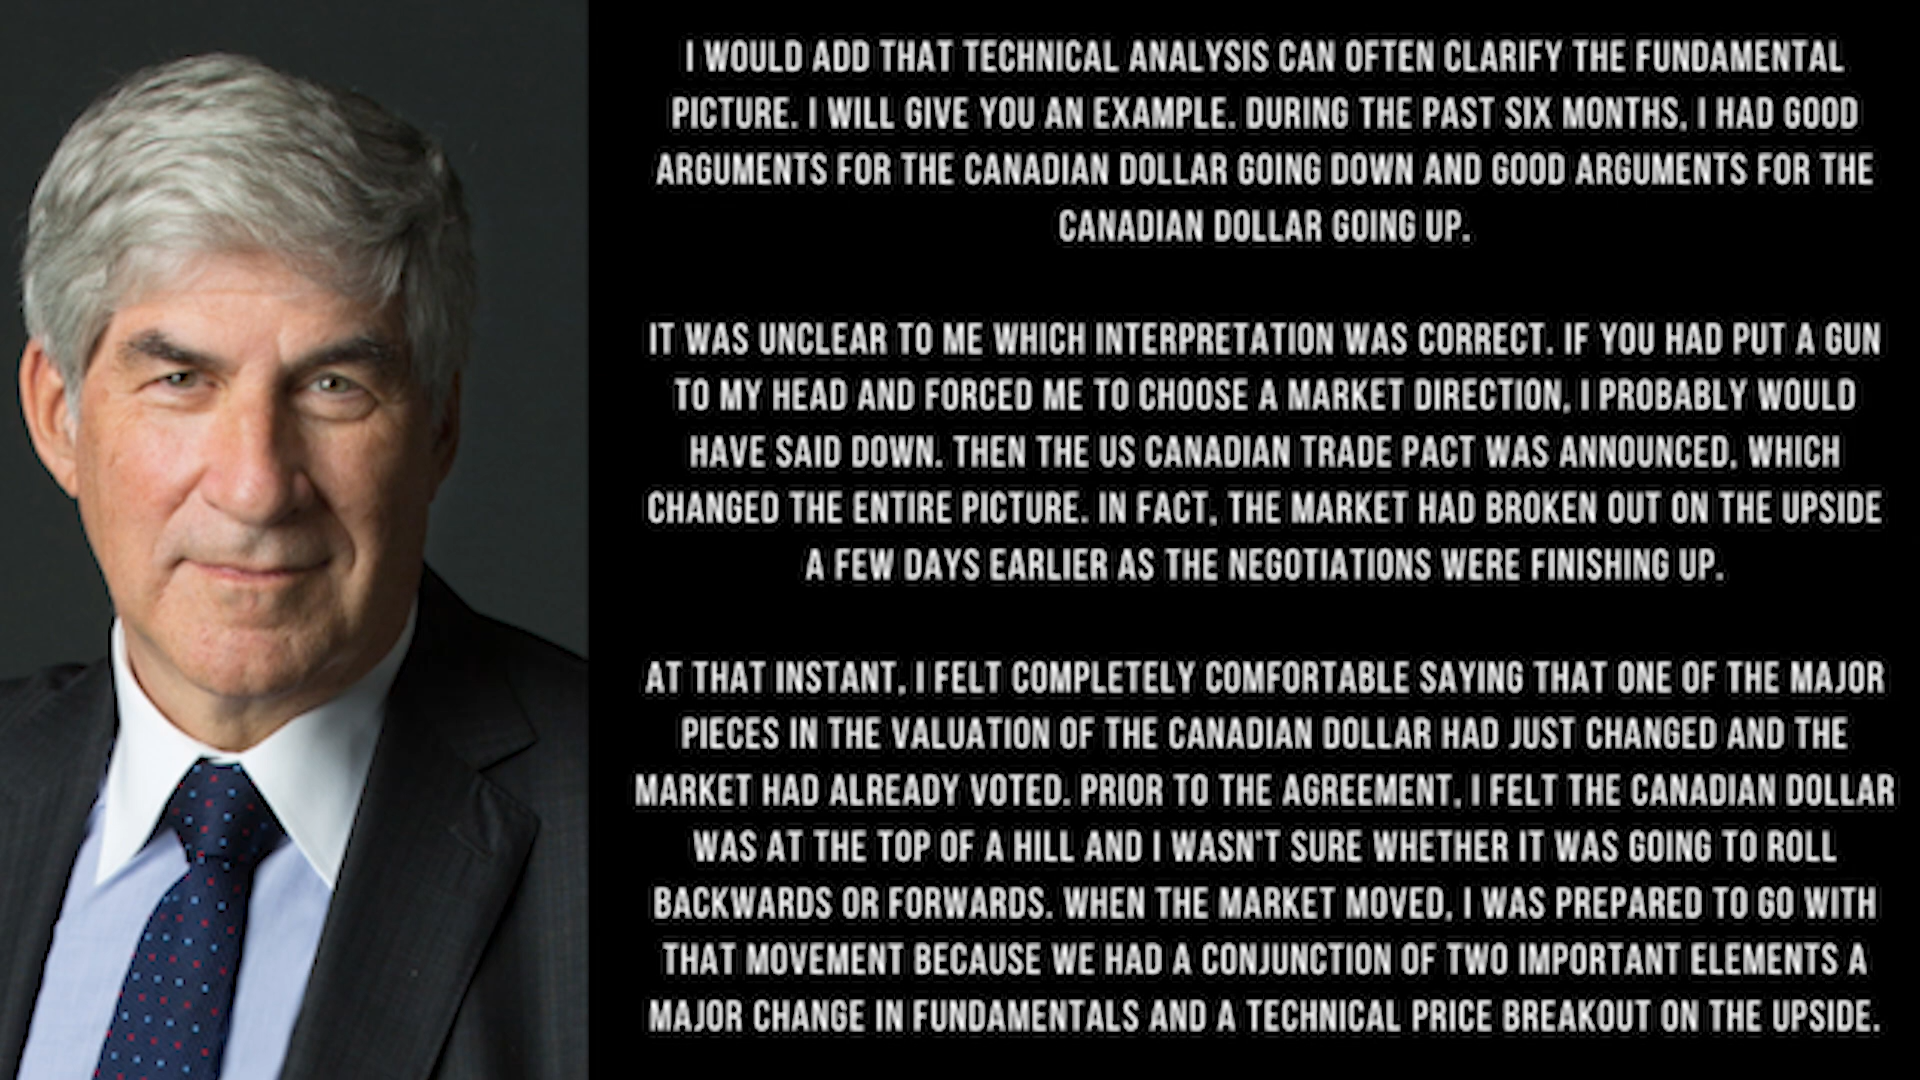 I WOULD ADD THAT TECHNICAL ANALYSIS CAN OFTEN CLARIFY THE FUNDAMENTAL
PICTURE. I WILL GIVE YOU AN EXAMPLE. DURING THE PAST SIX MONTHS, I HAD GOOD
ARGUMENTS FOR THE CANADIAN DOLLAR GOING DOWN AND GOOD ARGUMENTS FOR THE
CANADIAN DOLLAR GOING UP.
IT WAS UNCLEAR TO ME WHICH INTERPRETATION WAS CORRECT. IF YOU HAD PUT A GUN
TO MY HEAD AND FORCED ME TO CHOOSE A MARKET DIRECTION, I PROBABLY WOULD
HAVE SAID DOWN. THEN THE US CANADIAN TRADE PACT WAS ANNOUNCED, WHICH
CHANGED THE ENTIRE PICTURE. IN FACT, THE MARKET HAD BROKEN OUT ON THE UPSIDE
A FEW DAYS EARLIER AS THE NEGOTIATIONS WERE FINISHING UP.
AT THAT INSTANT, I FELT COMPLETELY COMFORTABLE SAYING THAT ONE OF THE MAJOR
PIECES IN THE VALUATION OF THE CANADIAN DOLLAR HAD JUST CHANGED AND THE
MARKET HAD ALREADY VOTED. PRIOR TO THE AGREEMENT, I FELT THE CANADIAN DOLLAR
WAS AT THE TOP OF A HILL AND I WASN'T SURE WHETHER IT WAS GOING TO ROLL
BACKWARDS OR FORWARDS. WHEN THE MARKET MOVED, I WAS PREPARED TO GO WITH
THAT MOVEMENT BECAUSE WE HAD A CONJUNCTION OF TWO IMPORTANT ELEMENTS A
MAJOR CHANGE IN FUNDAMENTALS AND A TECHNICAL PRICE BREAKOUT ON THE UPSIDE.